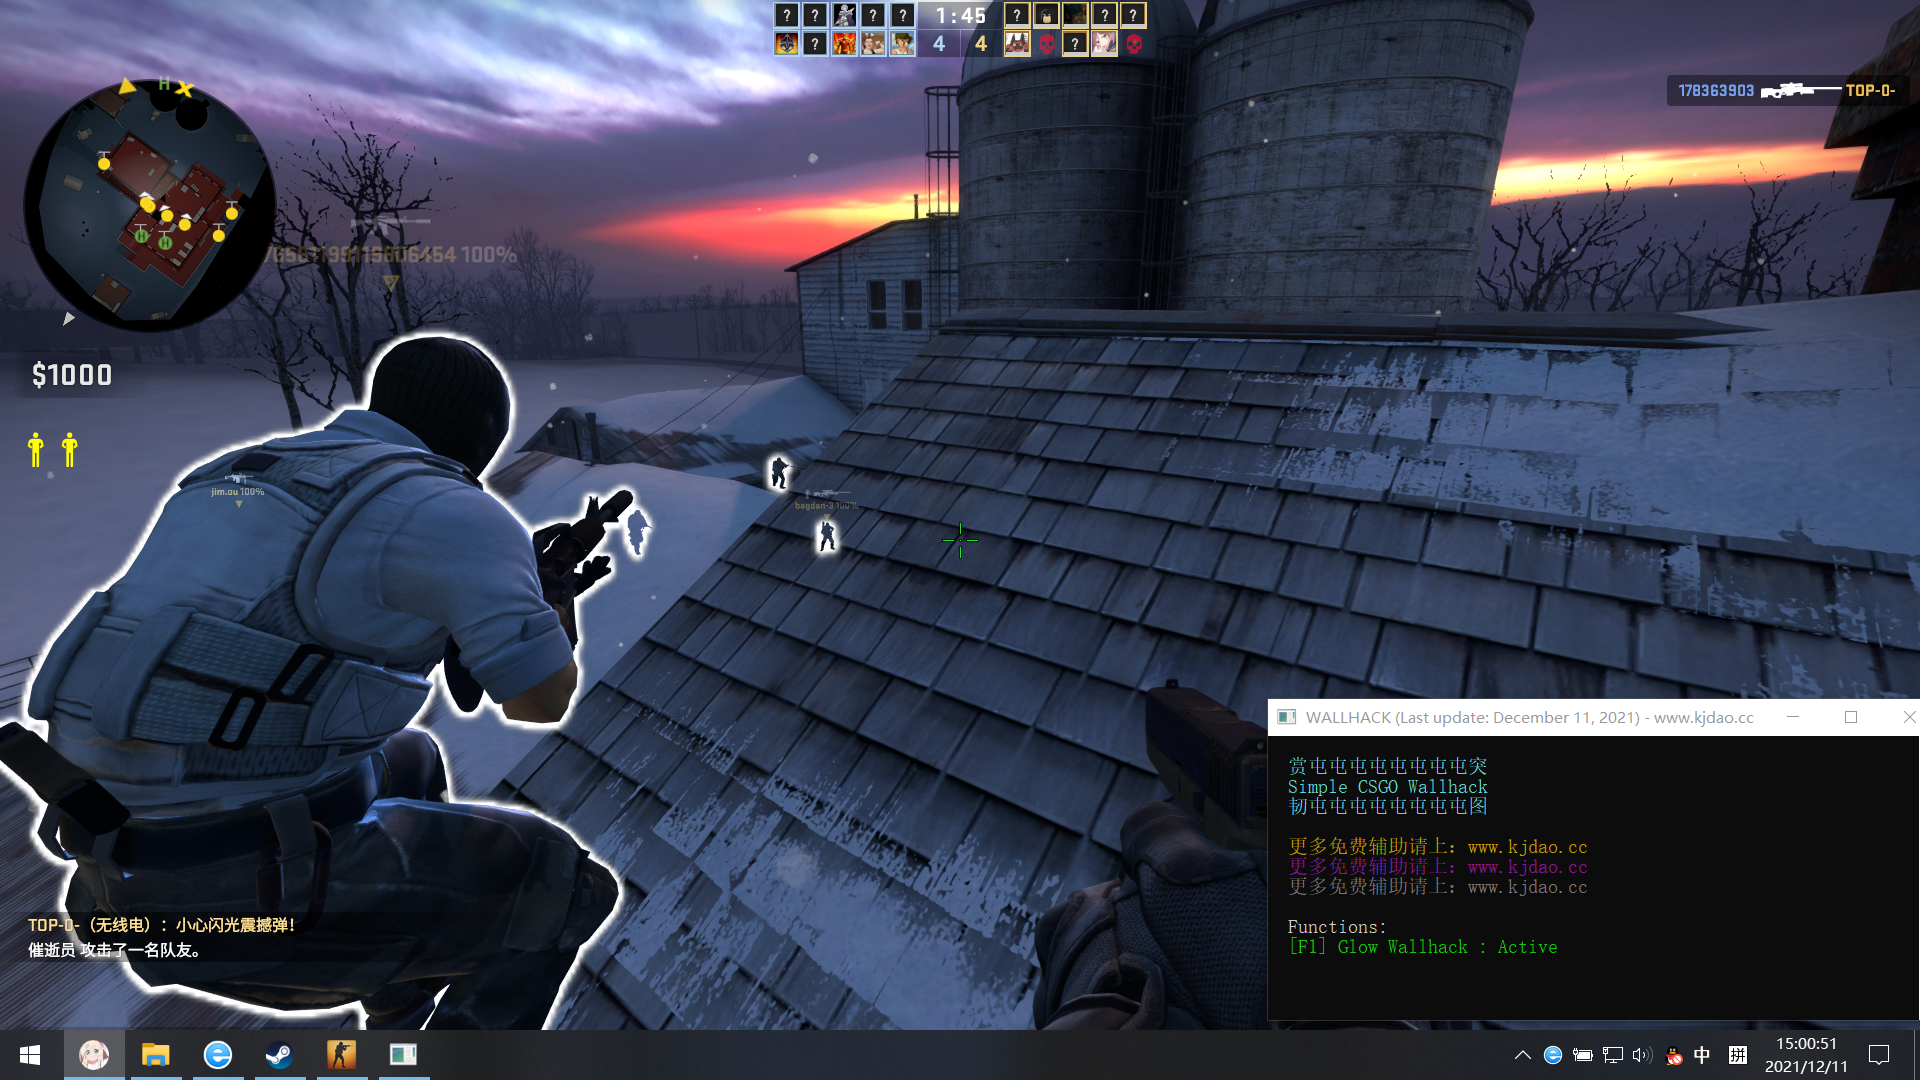 1:45
4 4
178363903 TOP-0-
H
100%
$1000
jim.ou 100%
bagdan-3 100%
H
H
WALLHACK (Last update: December 11, 2021) - www.kjdao.cc
赏屯屯屯屯屯屯屯屯突
Simple CSGO Wallhack
韧屯屯屯屯屯屯屯屯图
更多免费辅助请上: www.kjdao.cc
更多免费辅助请上: www.kjdao.cc
更多免费辅助请上: www.kjdao.cc
Functions:
[F1] Glow Wallhack : Active
TOP-0-（无线电）：小心闪光震撼弹！
催逝员 攻击了一名队友。
中
拼
15:00:51
2021/12/11